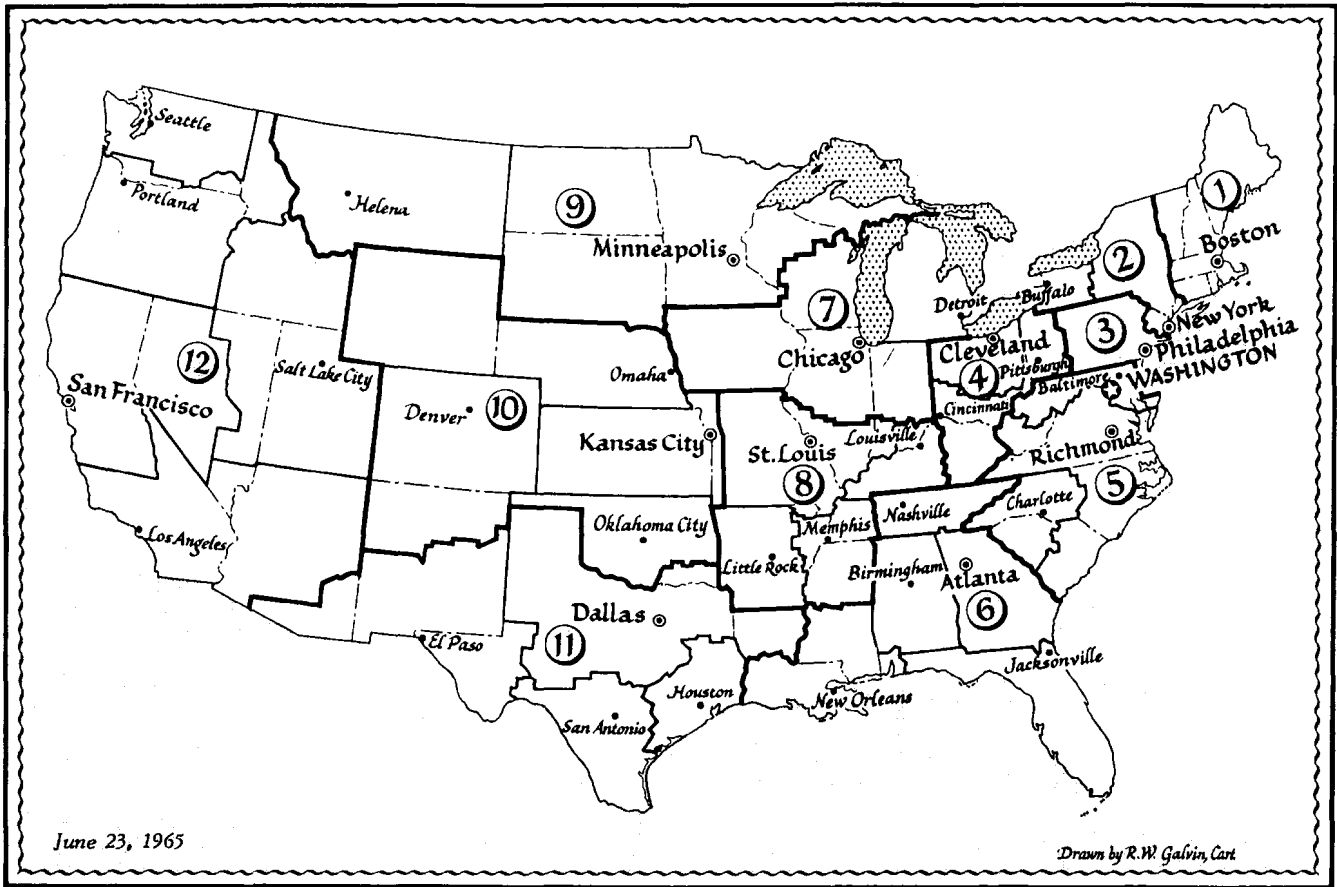 Seattle
Portland
Helena
9
Minneapolis
1
Boston
2
Detroit
Buffalo
New York
3
Philadelphia
WASHINGTON
7
Chicago
Cleveland
Pittsburgh
4
Baltimore
Cincinnati
12
Salt Lake City
San Francisco
Omaha
Denver
10
Kansas City
St. Louis
8
Louisville
Richmond
5
Los Angeles
Oklahoma City
Memphis
Nashville
Charlotte
Little Rock
Birmingham
Atlanta
6
Dallas
11
El Paso
Houston
San Antonio
New Orleans
Jacksonville
June 23, 1965
Drawn by R.W. Galvin, Cart.